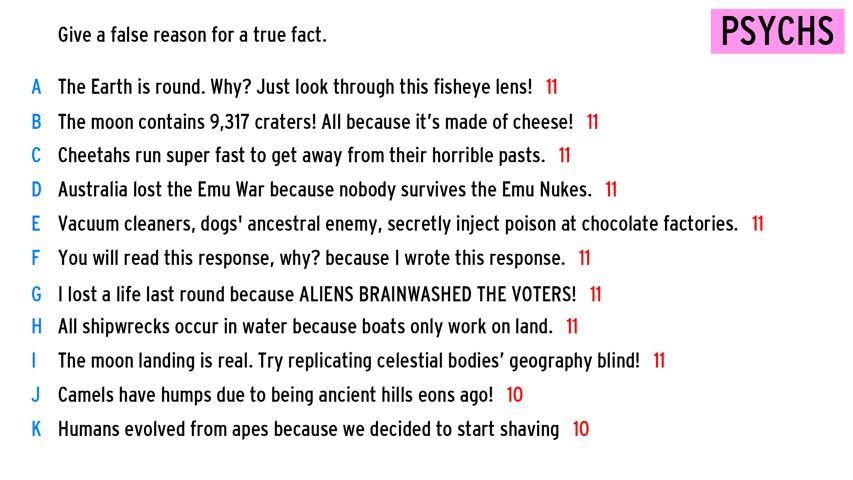 Give a false reason for a true fact.
PSYCHS
A The Earth is round. Why? Just look through this fisheye lens! 11
B The moon contains 9,317 craters! All because it's made of cheese! 11
C Cheetahs run super fast to get away from their horrible pasts. 11
D Australia lost the Emu War because nobody survives the Emu Nukes. 11
E Vacuum cleaners, dogs' ancestral enemy, secretly inject poison at chocolate factories. 11
F You will read this response, why? because I wrote this response. 11
G I lost a life last round because ALIENS BRAINWASHED THE VOTERS! 11
H All shipwrecks occur in water because boats only work on land. 11
I The moon landing is real. Try replicating celestial bodies’ geography blind! 11
J Camels have humps due to being ancient hills eons ago! 10
K Humans evolved from apes because we decided to start shaving 10